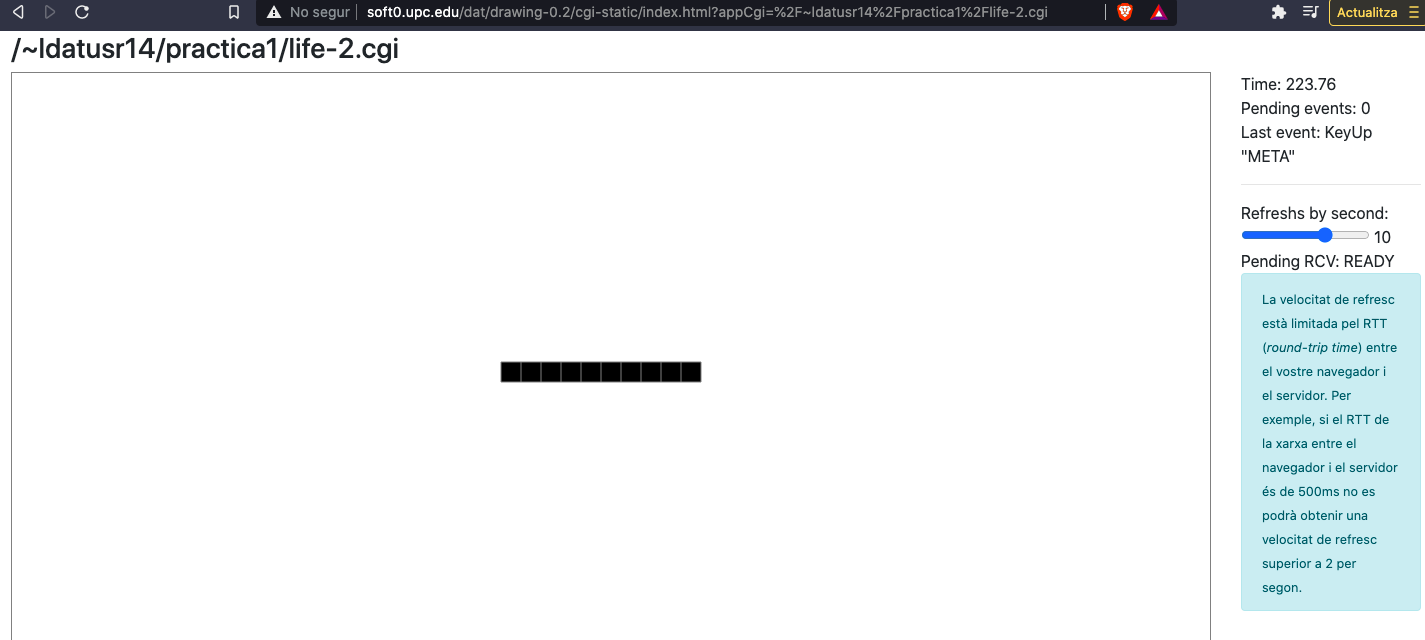 No segur
soft0.upc.edu/dat/drawing-0.2/cgi-static/index.html?appCgi=%2F~ldatusr14%2Fpractica1%2Flife-2.cgi
Actualitza
/~ldatusr14/practica1/life-2.cgi
Time: 223.76
Pending events: 0
Last event: KeyUp
"META"
Refreshs by second:
10
Pending RCV: READY
La velocitat de refresc
està limitada pel RTT
(round-trip time) entre
el vostre navegador i
el servidor. Per
exemple, si el RTT de
la xarxa entre el
navegador i el servidor
és de 500ms no es
podrà obtenir una
velocitat de refresc
superior a 2 per
segon.